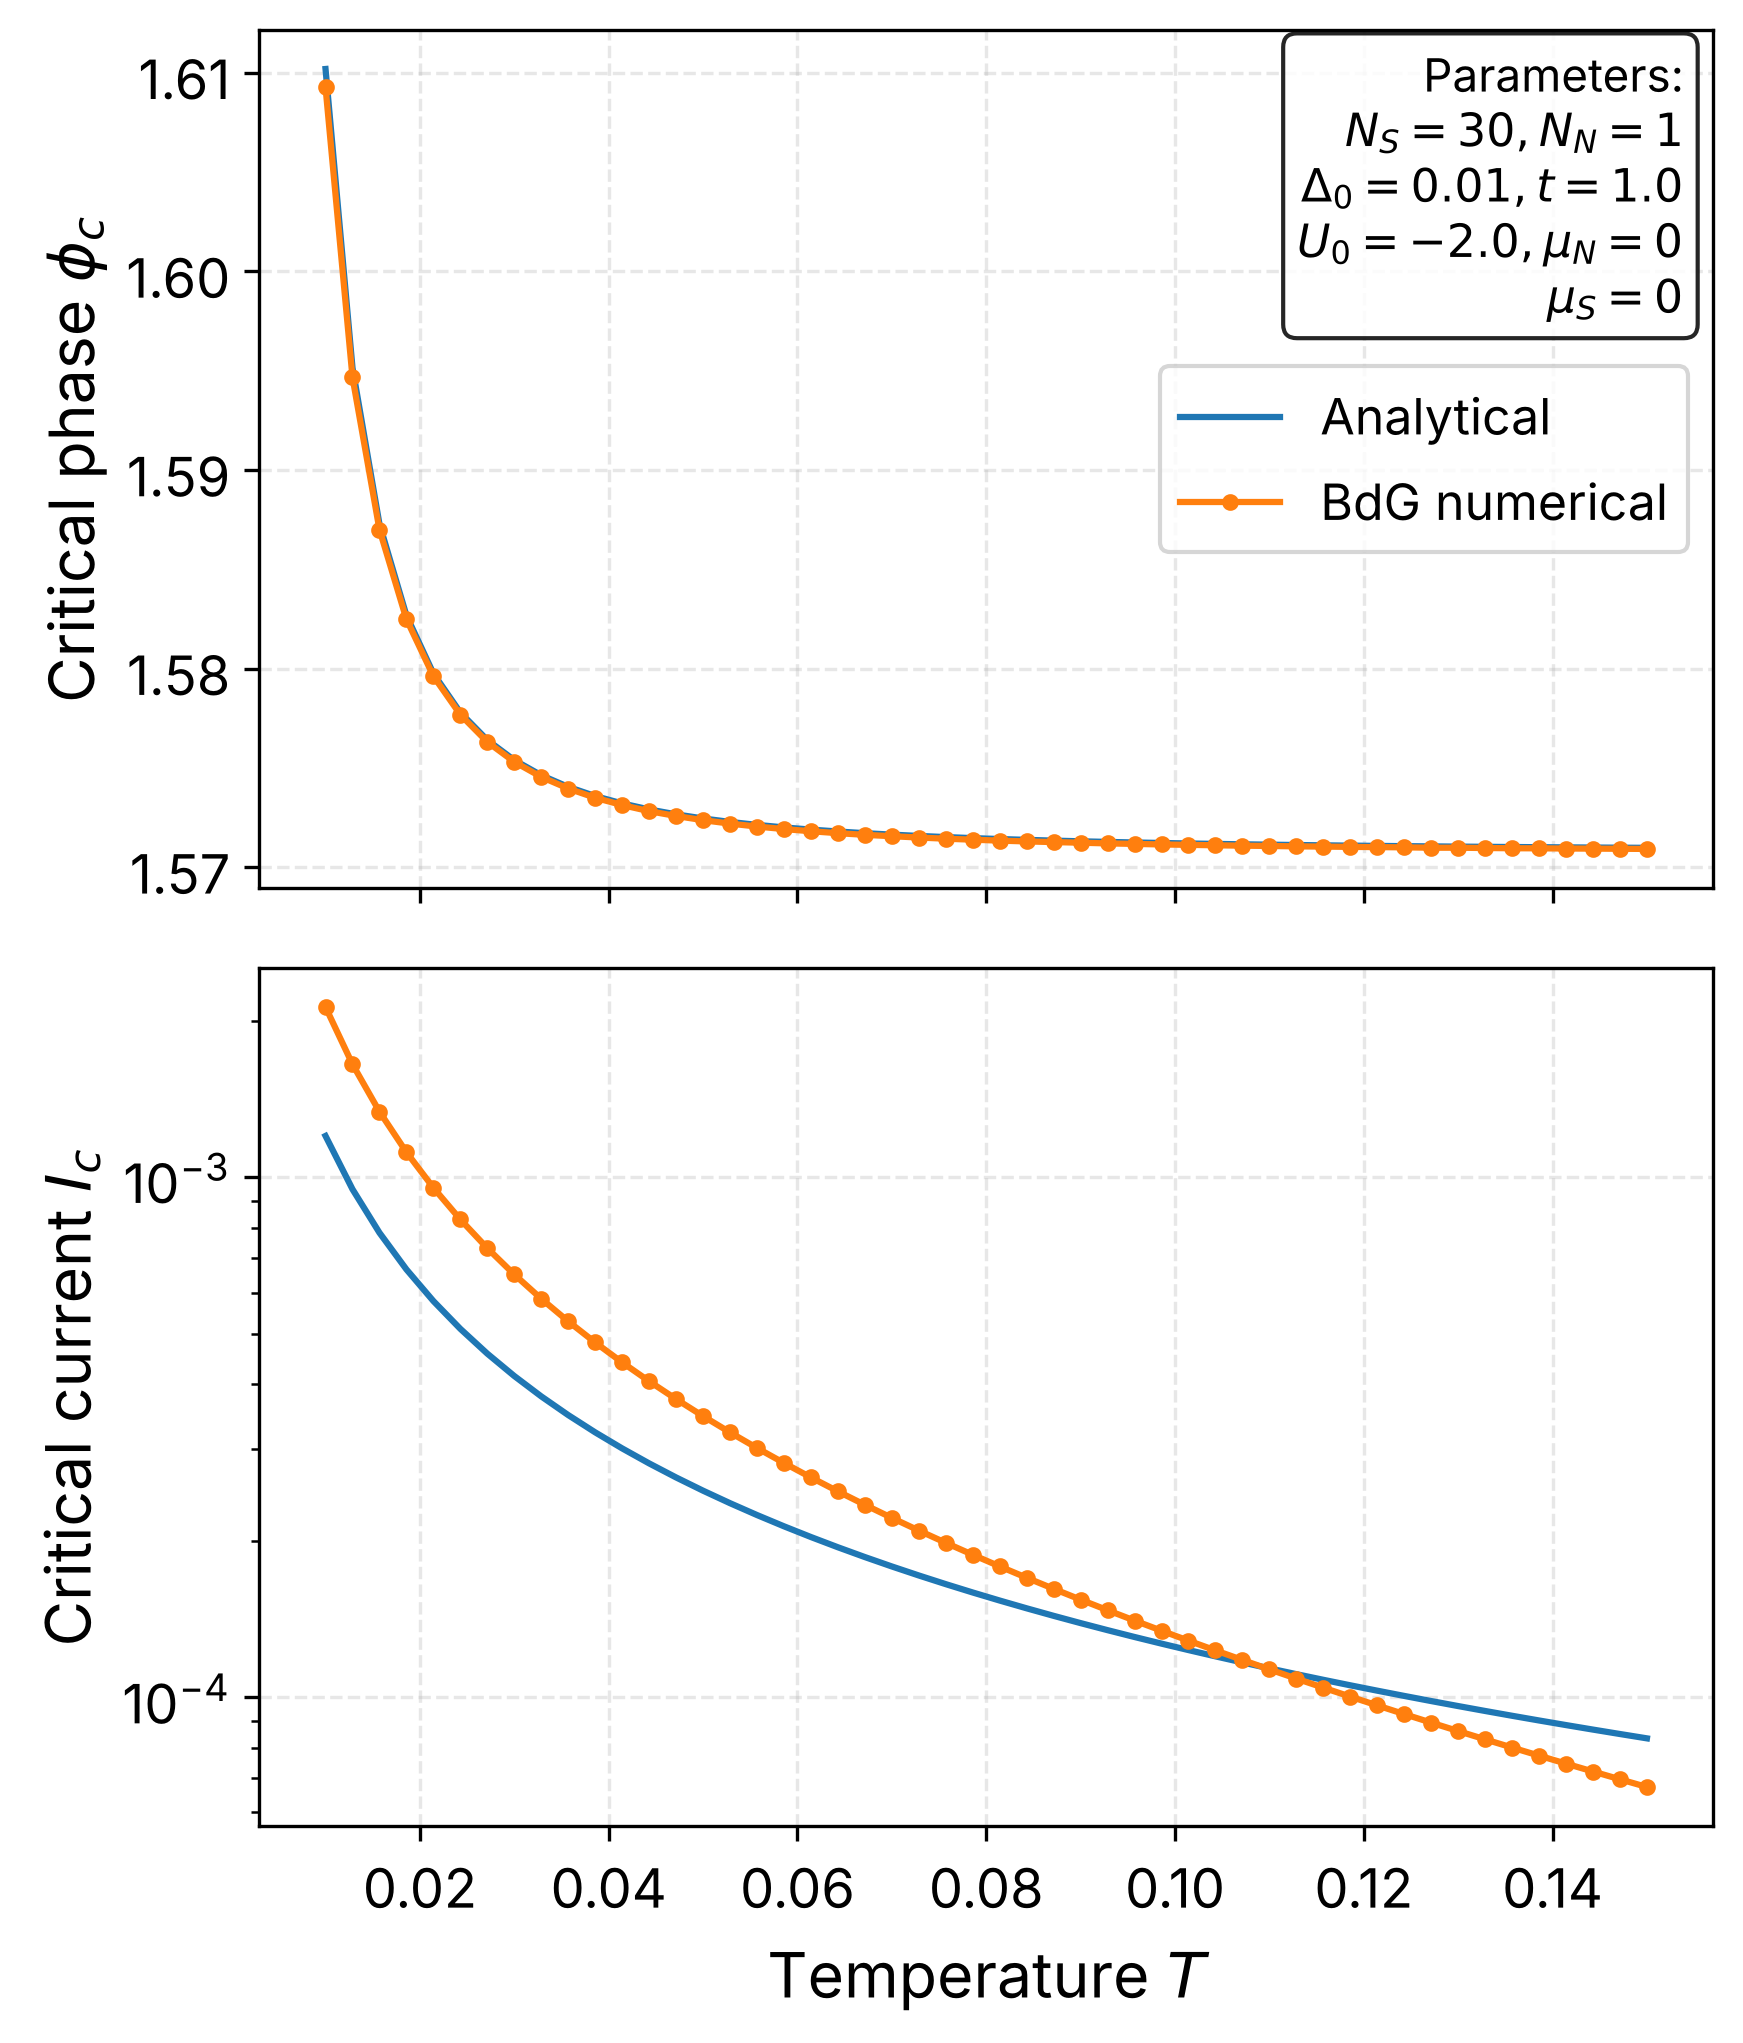 1.61
1.60
1.59
1.58
1.57
Critical phase ϕ_c
Parameters:
N_S = 30, N_N = 1
Δ_0 = 0.01, t = 1.0
U_0 = −2.0, μ_N = 0
μ_S = 0
Analytical
BdG numerical
10^{−3}
10^{−4}
Critical current I_c
0.02 0.04 0.06 0.08 0.10 0.12 0.14
Temperature T